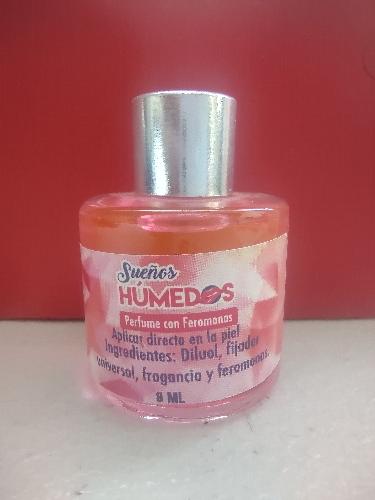 Sueños
HÚMEDOS
Perfume con Feromonas
Aplicar directo en la piel
Ingredientes: Diluol, fijador
universal, fragancia y feromonas.
8 ML